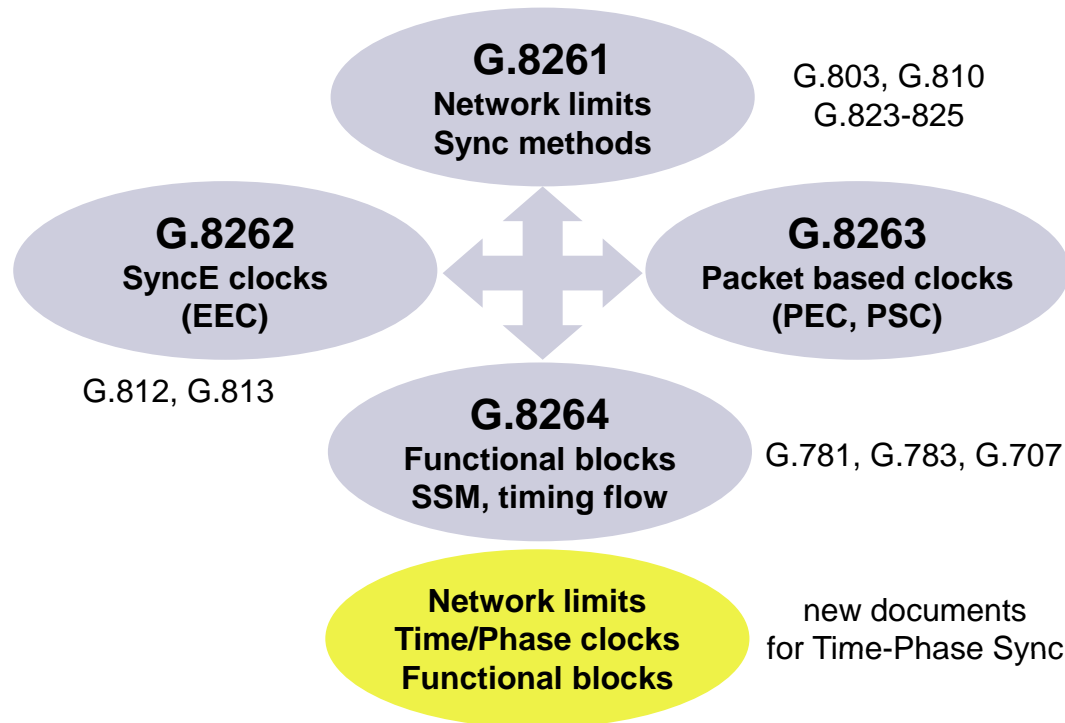 G.8261
Network limits
Sync methods
G.803, G.810
G.823-825
G.8262
SyncE clocks
(EEC)
G.8263
Packet based clocks
(PEC, PSC)
G.812, G.813
G.8264
Functional blocks
SSM, timing flow
G.781, G.783, G.707
Network limits
Time/Phase clocks
Functional blocks
new documents
for Time-Phase Sync